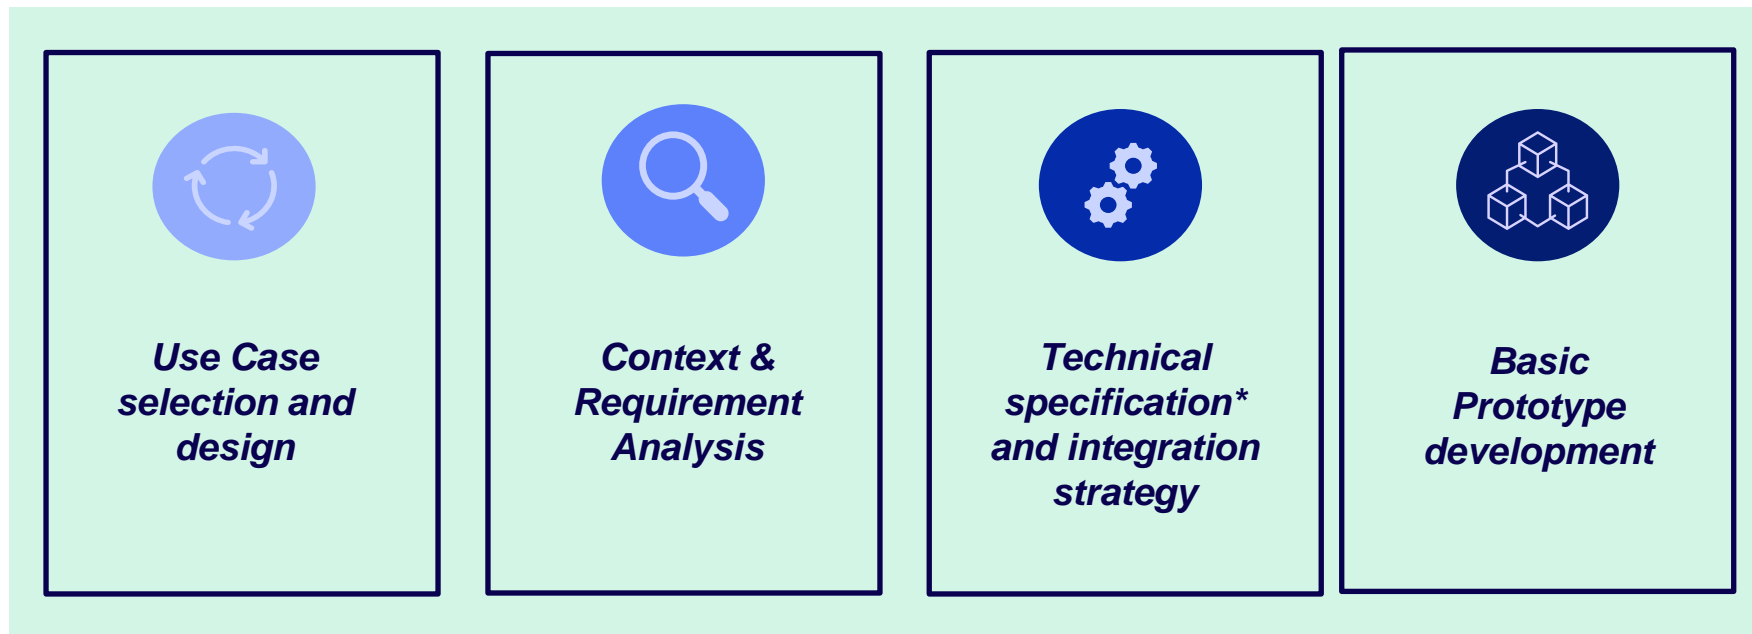 Use Case
selection and
design
Context &
Requirement
Analysis
Technical
specification*
and integration
strategy
Basic
Prototype
development